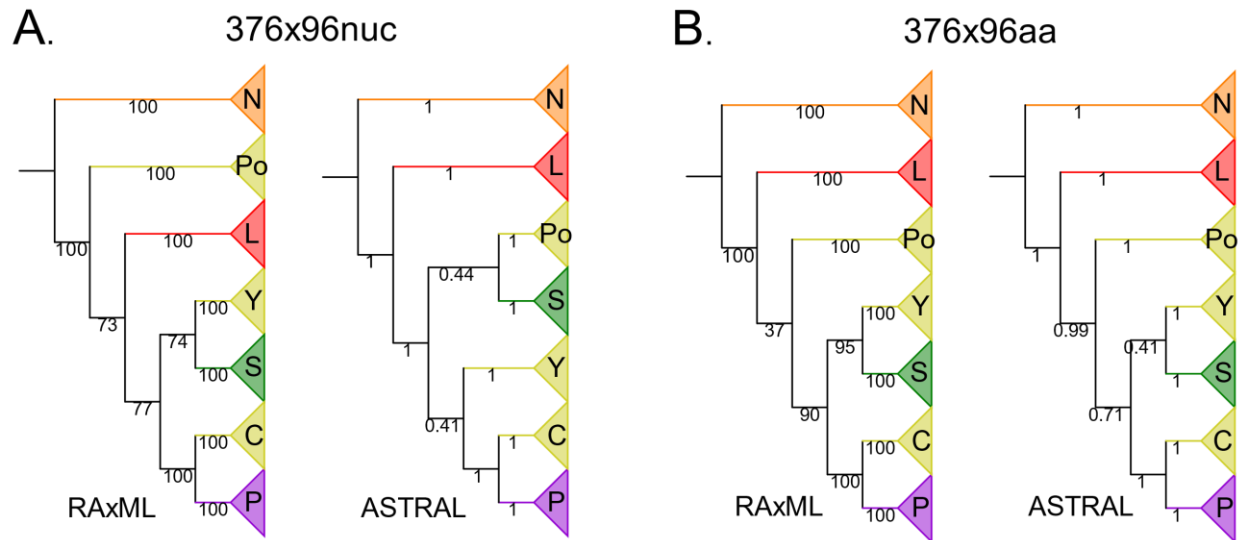 A. 376x96nuc
100 N
100 Po
100
100 L
73
100 Y
74
100 S
77
100 C
100
100 P
RAxML
1 N
1 L
1
1 Po
0.44
1 S
1
1 Y
0.41
1 C
1
1 P
ASTRAL
B. 376x96aa
100 N
100 L
100
100 Po
37
100 Y
95
100 S
90
100 C
100
100 P
RAxML
1 N
1 L
1
1 Po
0.99
1 Y
0.41
1 S
0.71
1 C
1
1 P
ASTRAL